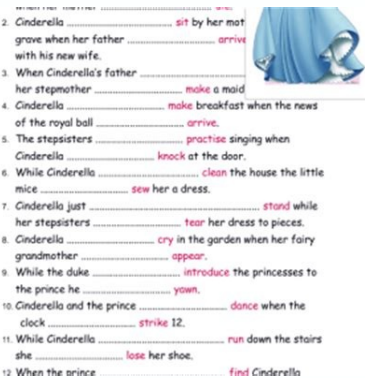 when her mother ........................ die.
2. Cinderella ........................ sit by her mot
grave when her father ........................ arrive
with his new wife.
3. When Cinderella's father ........................
her stepmother ........................ make a maid
4. Cinderella ........................ make breakfast when the news
of the royal ball ........................ arrive.
5. The stepsisters ........................ practise singing when
Cinderella ........................ knock at the door.
6. While Cinderella ........................ clean the house the little
mice ........................ sew her a dress.
7. Cinderella just ........................ stand while
her stepsisters ........................ tear her dress to pieces.
8. Cinderella ........................ cry in the garden when her fairy
grandmother ........................ appear.
9. While the duke ........................ introduce the princesses to
the prince he ........................ yawn.
10. Cinderella and the prince ........................ dance when the
clock ........................ strike 12.
11. While Cinderella ........................ run down the stairs
she ........................ lose her shoe.
12 When the prince ........................ find Cinderella